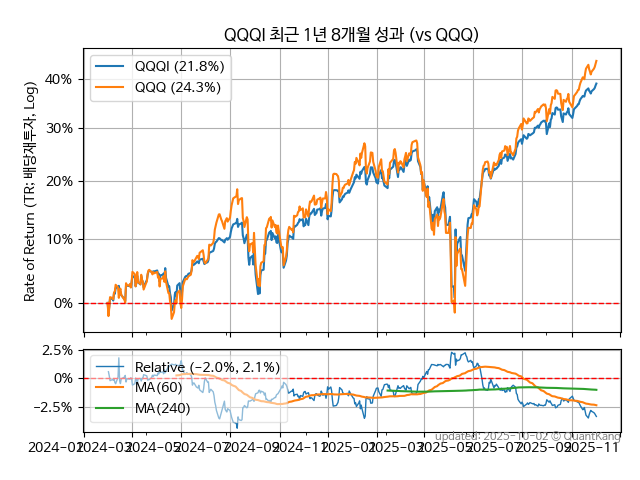 QQQI 최근 1년 8개월 성과 (vs QQQ)
QQQI (21.8%)
QQQ (24.3%)
40%
30%
20%
10%
0%
Rate of Return (TR: 배당재투자, Log)
2.5%
0%
−2.5%
Relative (−2.0%, 2.1%)
MA(60)
MA(240)
updated: 2025-10-02 © QuantKang
2024-01 2024-03 2024-05 2024-07 2024-09 2024-11 2025-01 2025-03 2025-05 2025-07 2025-09 2025-11